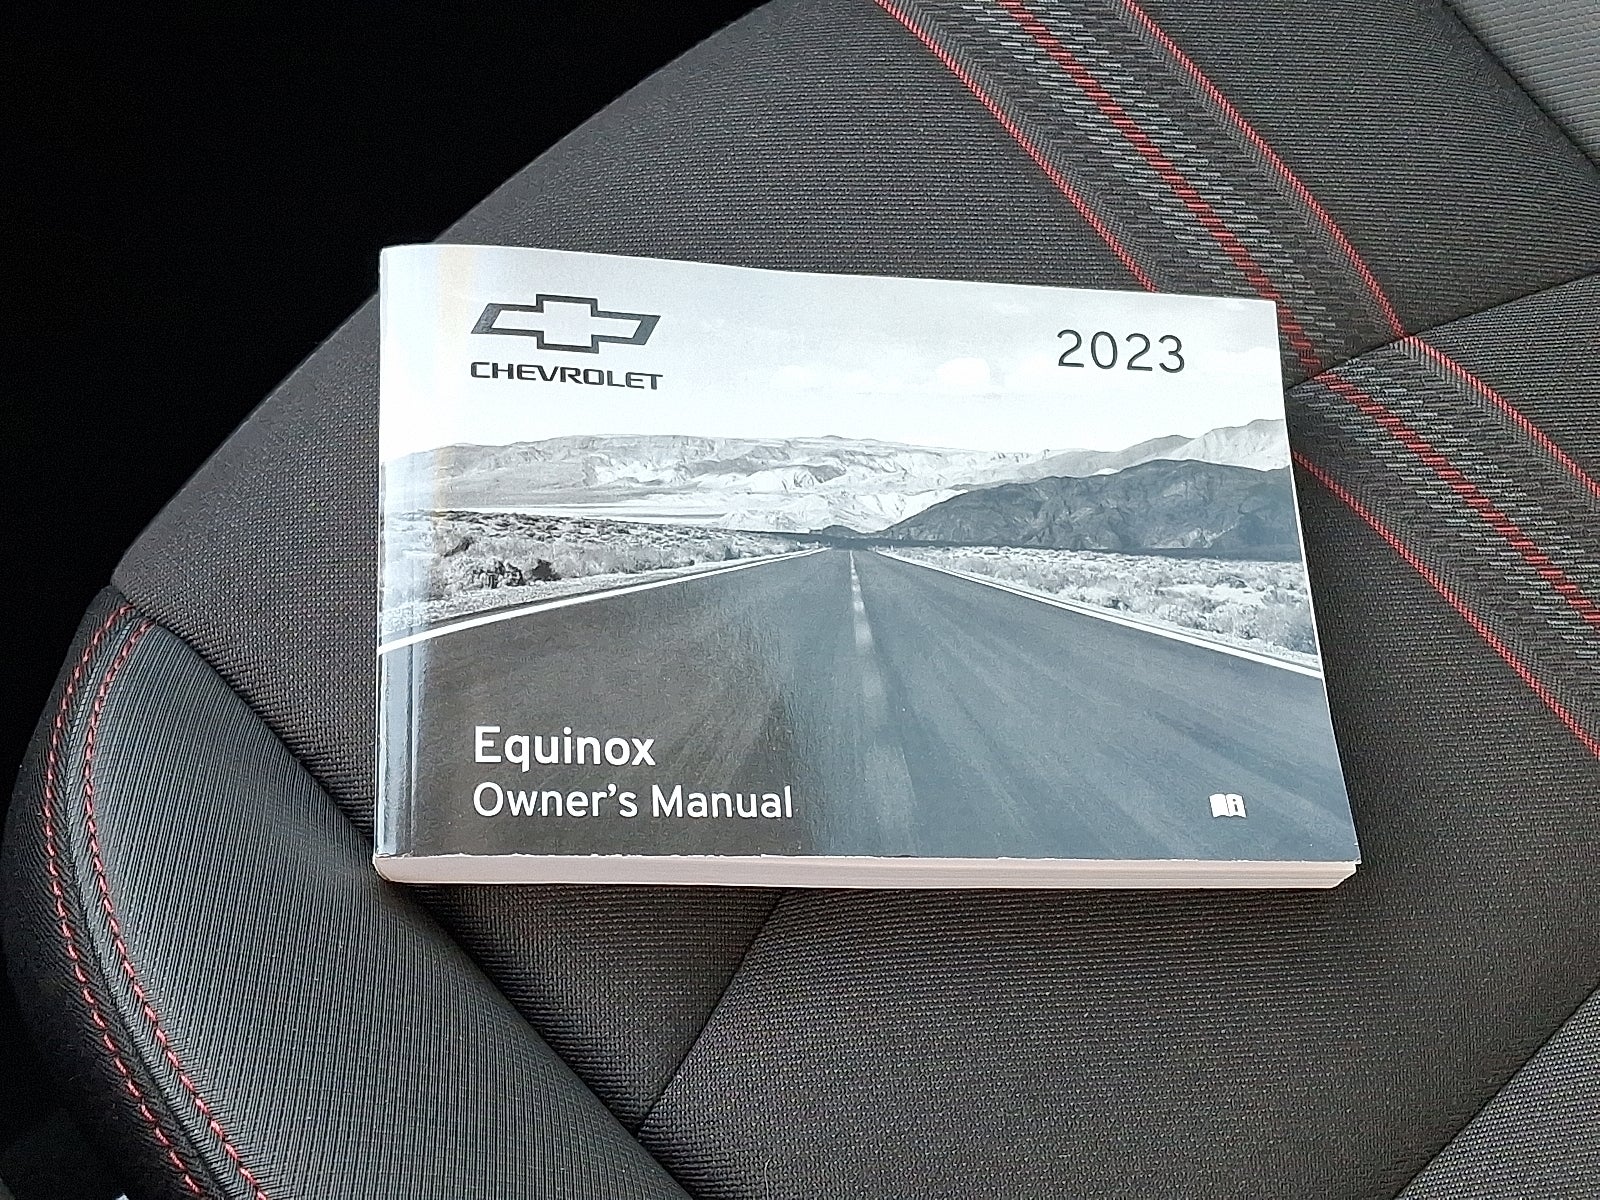 CHEVROLET
2023
Equinox
Owner's Manual